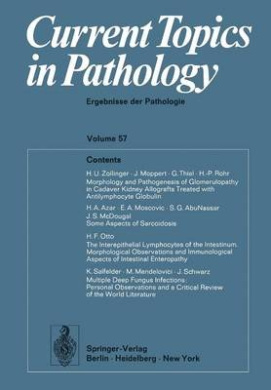 Current Topics
in Pathology
Ergebnisse der Pathologie
Volume 57
Contents
H.U. Zollinger · J. Moppert · G. Thiel · H.-P. Rohr
Morphology and Pathogenesis of Glomerulopathy
in Cadaver Kidney Allografts Treated with
Antilymphocyte Globulin
H.A. Azar · E.A. Moscovic · S.G. AbuNassar
J.S. McDougal
Some Aspects of Sarcoidosis
H.F. Otto
The Interepithelial Lymphocytes of the Intestinum.
Morphological Observations and Immunological
Aspects of Intestinal Enteropathy
K. Salfelder · M. Mendelovici · J. Schwarz
Multiple Deep Fungus Infections:
Personal Observations and a Critical Review
of the World Literature
Springer-Verlag
Berlin · Heidelberg · New York